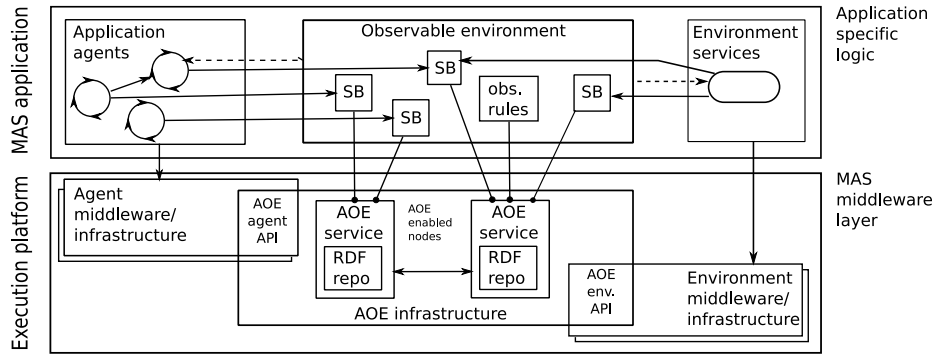 MAS application
Application
agents
Observable environment
Environment
services
Application
specific
logic
SB
SB
SB
obs.
rules
SB
Execution platform
Agent
middleware/
infrastructure
AOE
agent
API
AOE
service
RDF
repo
AOE
enabled
nodes
AOE
service
RDF
repo
AOE infrastructure
AOE
env.
API
Environment
middleware/
infrastructure
MAS
middleware
layer